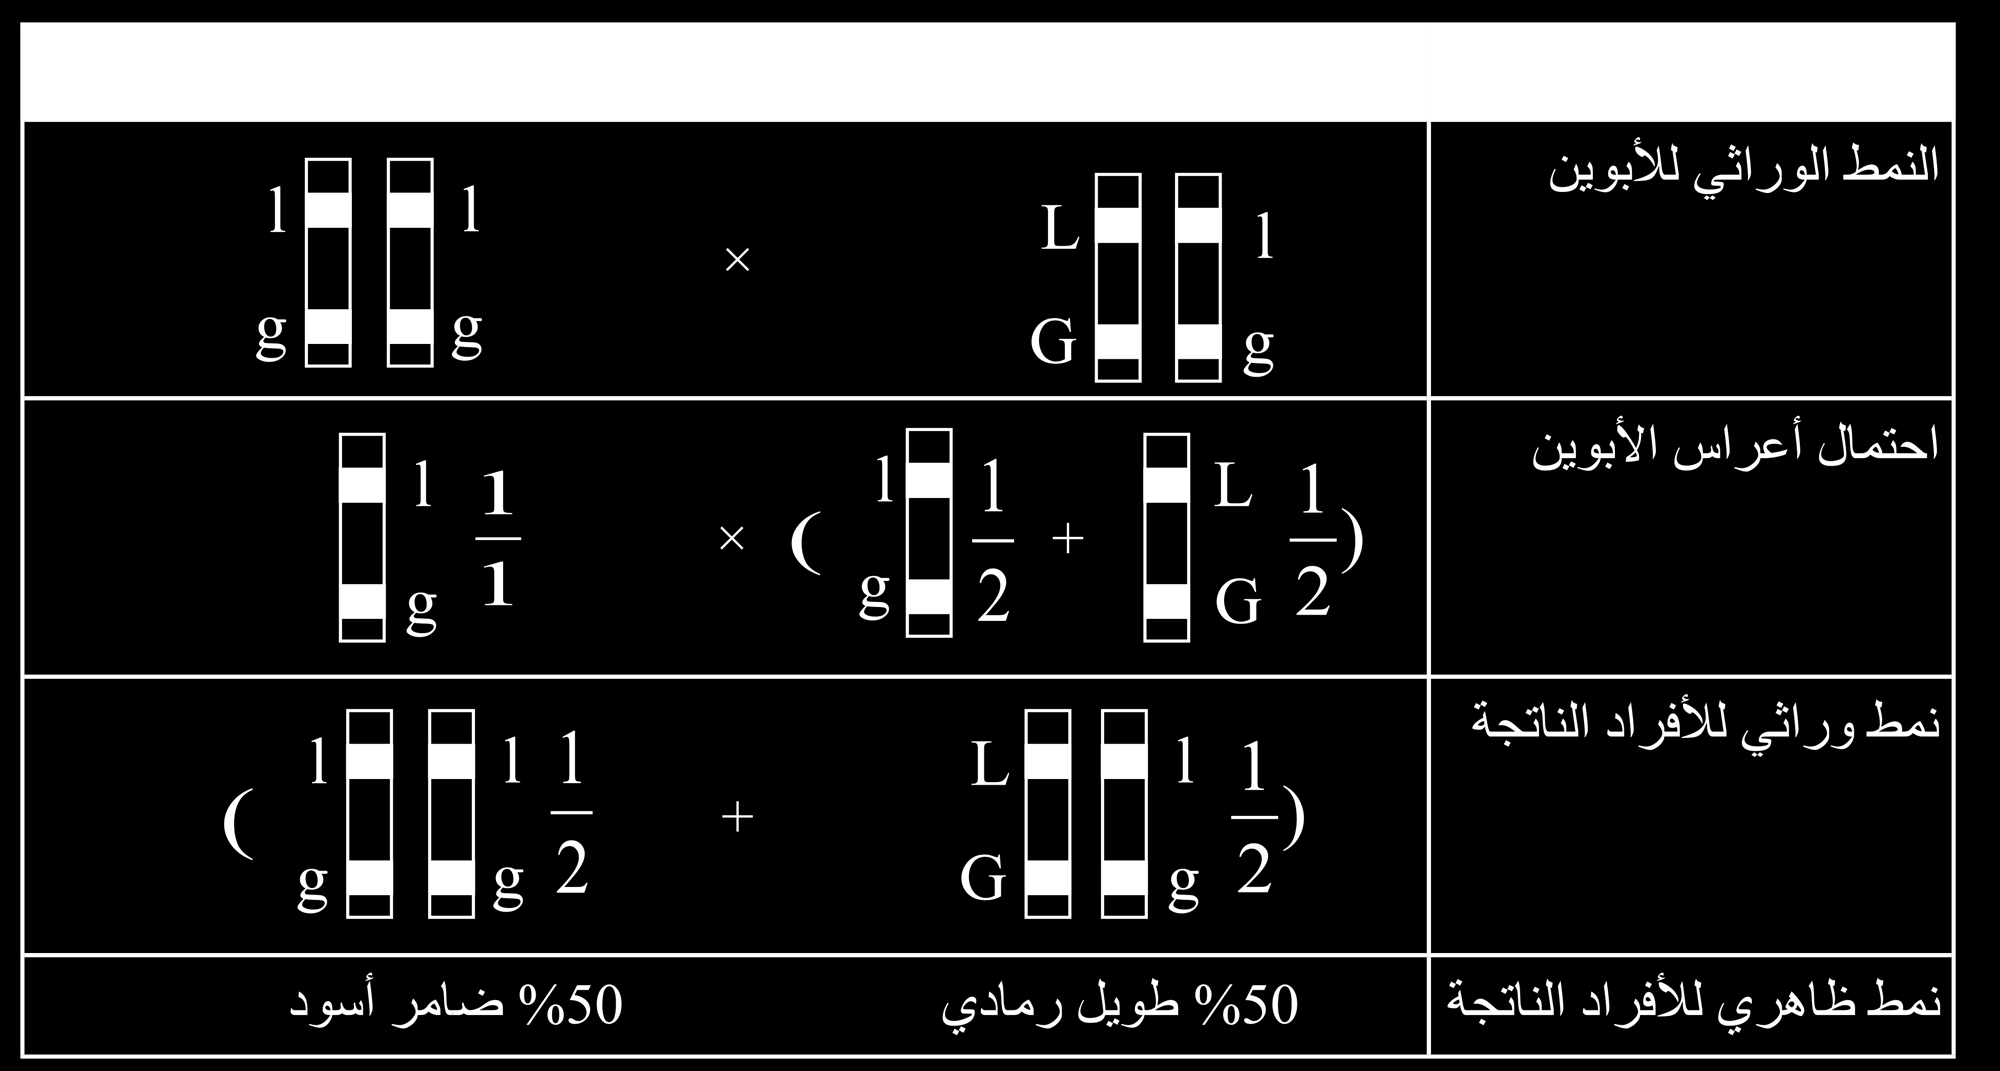 النمط الوراثي للأبوين
L l × l l
G g g g
احتمال أعراس الأبوين
(1/2 L G + 1/2 l g) × 1/1 l g
نمط وراثي للأفراد الناتجة
(1/2 L l G g + 1/2 l l g g)
نمط ظاهري للأفراد الناتجة
50% طويل رمادي
50% ضامر أسود